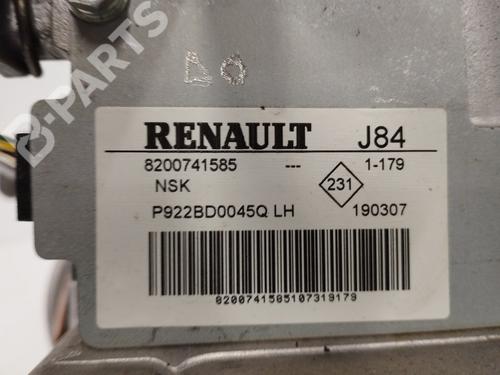 B-PARTS
RENAULT J84
8200741585 --- 1-179
NSK 231
P922BD0045Q LH 190307
8200741585107319179